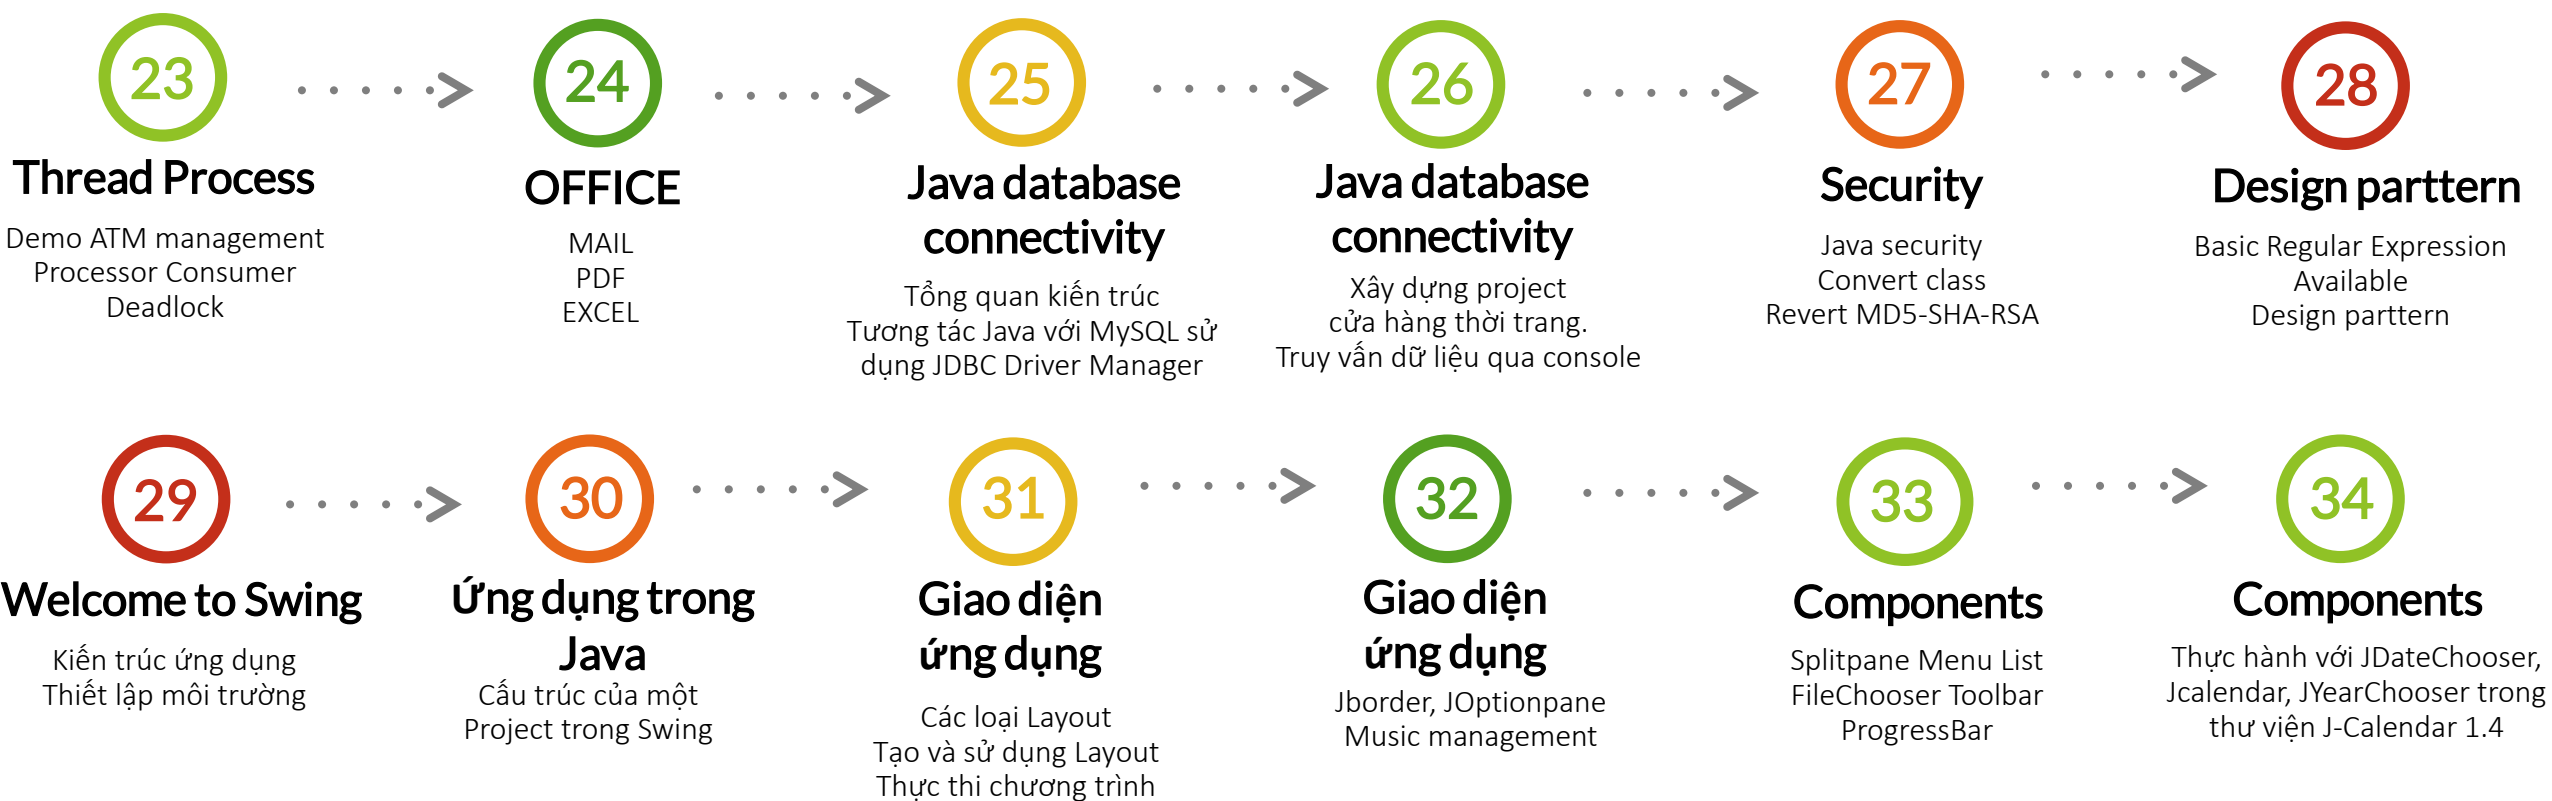 23
Thread Process
Demo ATM management
Processor Consumer
Deadlock
24
OFFICE
MAIL
PDF
EXCEL
25
Java database
connectivity
Tổng quan kiến trúc
Tương tác Java với MySQL sử
dụng JDBC Driver Manager
26
Java database
connectivity
Xây dựng project
cửa hàng thời trang.
Truy vấn dữ liệu qua console
27
Security
Java security
Convert class
Revert MD5-SHA-RSA
28
Design parttern
Basic Regular Expression
Available
Design parttern
29
Welcome to Swing
Kiến trúc ứng dụng
Thiết lập môi trường
30
Ứng dụng trong
Java
Cấu trúc của một
Project trong Swing
31
Giao diện
ứng dụng
Các loại Layout
Tạo và sử dụng Layout
Thực thi chương trình
32
Giao diện
ứng dụng
Jborder, JOptionpane
Music management
33
Components
Splitpane Menu List
FileChooser Toolbar
ProgressBar
34
Components
Thực hành với JDateChooser,
Jcalendar, JYearChooser trong
thư viện J-Calendar 1.4